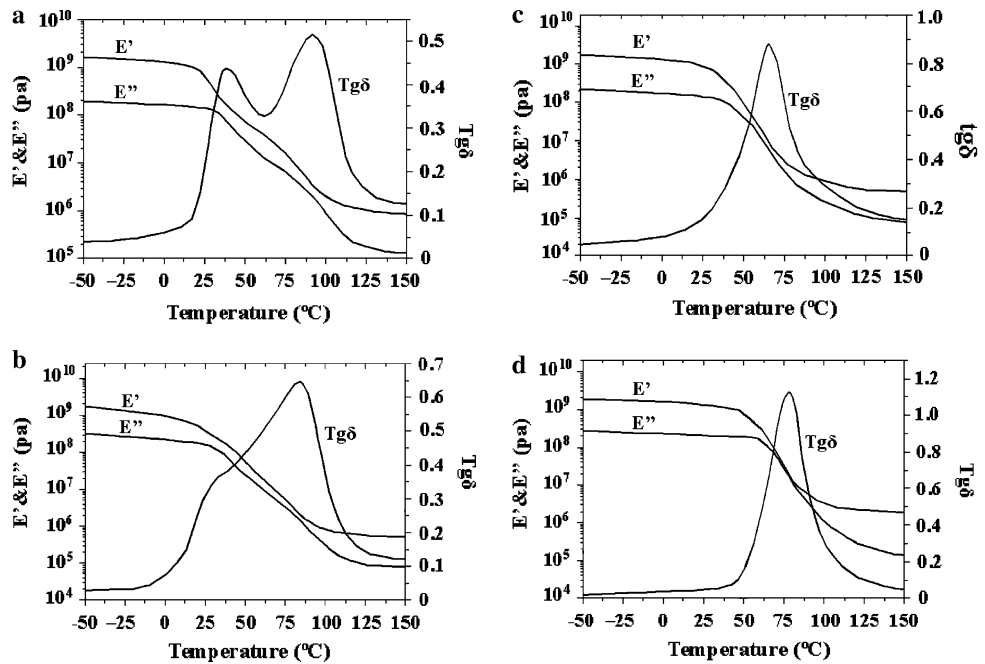 a
10¹⁰
10⁹
10⁸
10⁷
10⁶
10⁵
E'&E” (pa)
E'
E”
Tgδ
0.5
0.4
0.3
0.2
0.1
0
Tgδ
-50 −25 0 25 50 75 100 125 150
Temperature (ºC)
c
10¹⁰
10⁹
10⁸
10⁷
10⁶
10⁵
10⁴
E'&E” (pa)
E'
E”
Tgδ
1.0
0.8
0.6
0.4
0.2
0
tgδ
-50 −25 0 25 50 75 100 125 150
Temperature (ºC)
b
10¹⁰
10⁹
10⁸
10⁷
10⁶
10⁵
10⁴
E'&E” (pa)
E'
E”
Tgδ
0.7
0.6
0.5
0.4
0.3
0.2
0.1
0
Tgδ
-50 −25 0 25 50 75 100 125 150
Temperature (ºC)
d
10¹⁰
10⁹
10⁸
10⁷
10⁶
10⁵
10⁴
E'&E” (pa)
E'
E”
Tgδ
1.2
1.0
0.8
0.6
0.4
0.2
0
Tgδ
-50 −25 0 25 50 75 100 125 150
Temperature (ºC)